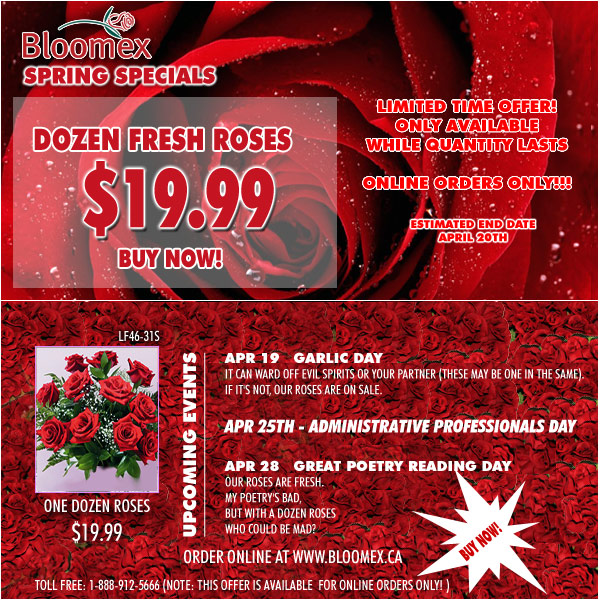 Bloomex
SPRING SPECIALS
DOZEN FRESH ROSES
$19.99
BUY NOW!
LIMITED TIME OFFER!
ONLY AVAILABLE
WHILE QUANTITY LASTS
ONLINE ORDERS ONLY!!!
ESTIMATED END DATE
APRIL 20TH
LF46-31S
ONE DOZEN ROSES
$19.99
UPCOMING EVENTS
APR 19 GARLIC DAY
IT CAN WARD OFF EVIL SPIRITS OR YOUR PARTNER (THESE MAY BE ONE IN THE SAME).
IF IT'S NOT, OUR ROSES ARE ON SALE.
APR 25TH - ADMINISTRATIVE PROFESSIONALS DAY
APR 28 GREAT POETRY READING DAY
OUR ROSES ARE FRESH.
MY POETRY'S BAD,
BUT WITH A DOZEN ROSES
WHO COULD BE MAD?
BUY NOW!
ORDER ONLINE AT WWW.BLOOMEX.CA
TOLL FREE: 1-888-912-5666 (NOTE: THIS OFFER IS AVAILABLE FOR ONLINE ORDERS ONLY! )